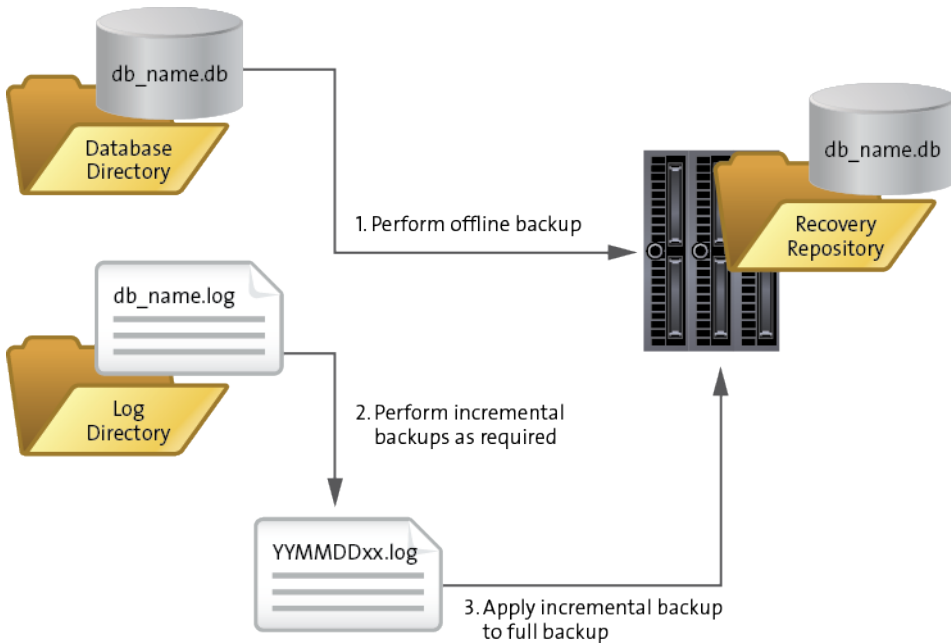 db_name.db
Database
Directory
db_name.db
Recovery
Repository
1. Perform offline backup
db_name.log
Log
Directory
2. Perform incremental
backups as required
YYMMDDxx.log
3. Apply incremental backup
to full backup